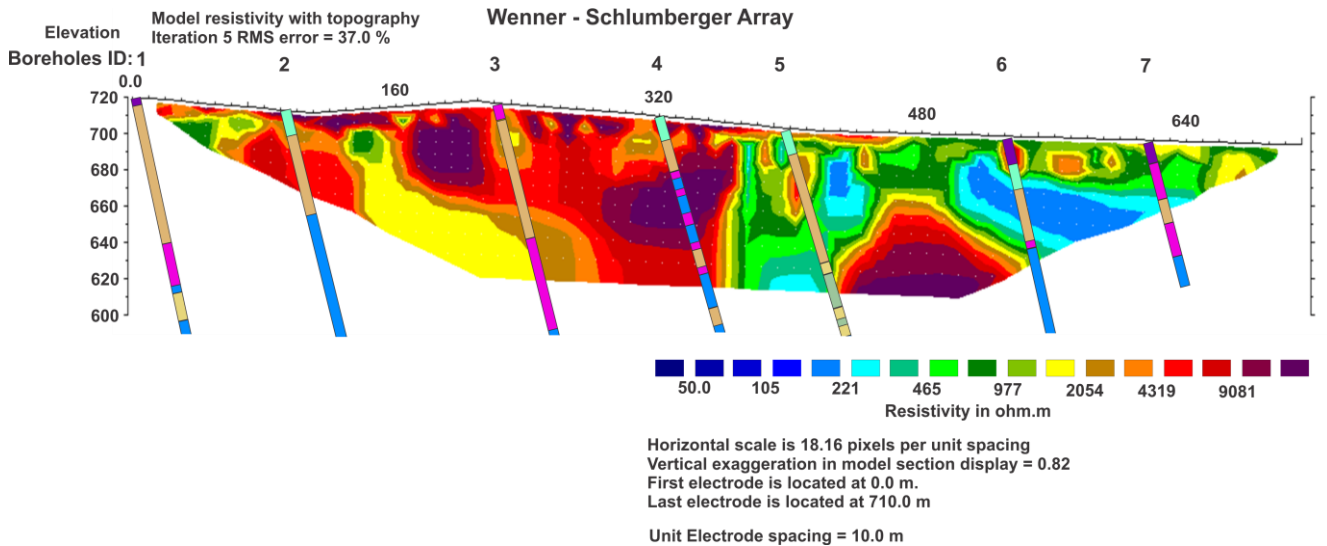 Wenner - Schlumberger Array
Model resistivity with topography
Iteration 5 RMS error = 37.0 %
Elevation
Boreholes ID: 1 2 3 4 5 6 7
0.0 160 320 480 640
720
700
680
660
640
620
600
50.0 105 221 465 977 2054 4319 9081
Resistivity in ohm.m
Horizontal scale is 18.16 pixels per unit spacing
Vertical exaggeration in model section display = 0.82
First electrode is located at 0.0 m.
Last electrode is located at 710.0 m
Unit Electrode spacing = 10.0 m